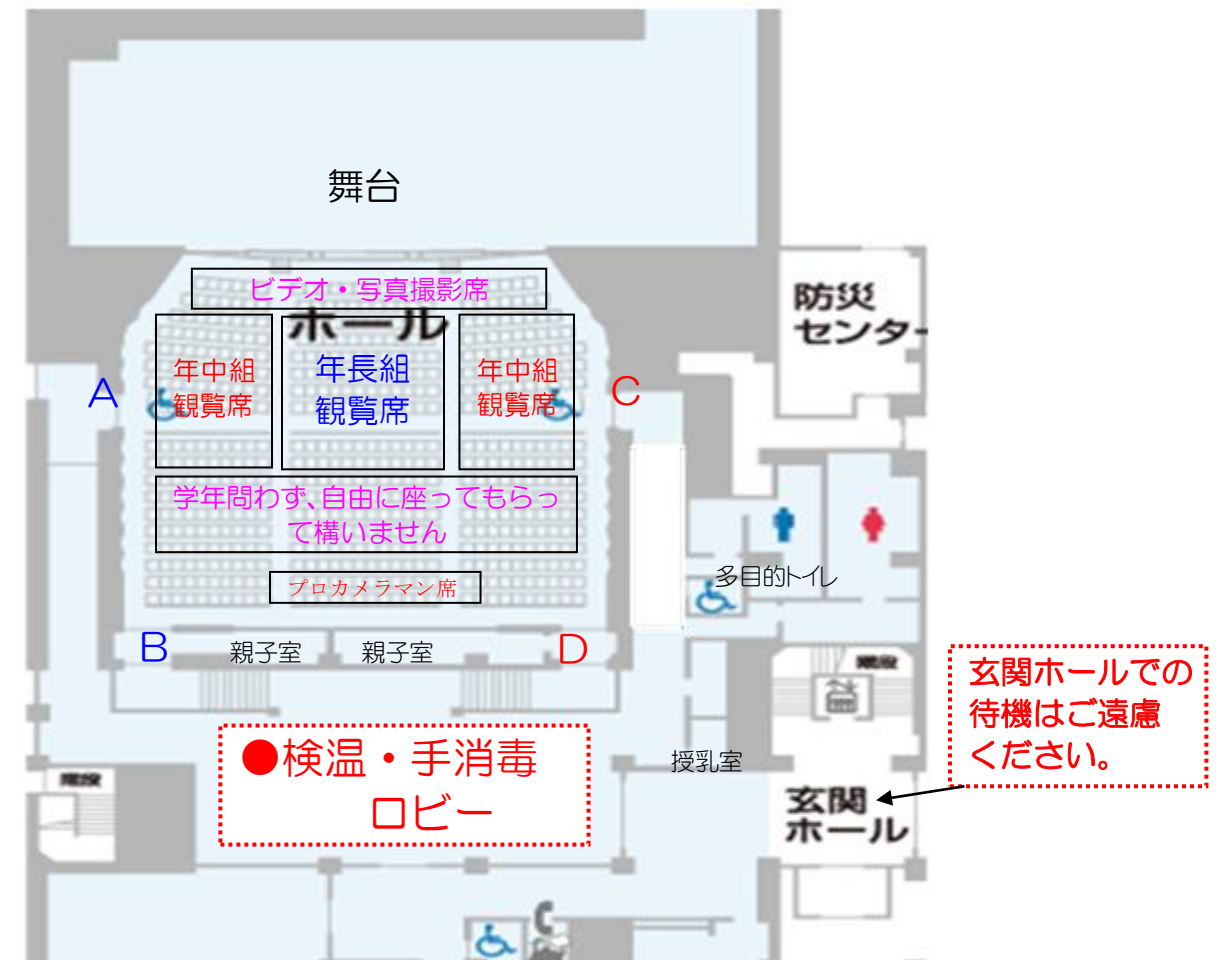 舞台
ビデオ・写真撮影席
ホール
防災
センター
年中組
観覧席
年長組
観覧席
年中組
観覧席
A
C
学年問わず、自由に座ってもらっ
て構いません
プロカメラマン席
多目的トイレ
B
親子室
親子室
D
階段
玄関ホールでの
待機はご遠慮
ください。
●検温・手消毒
ロビー
授乳室
階段
玄関
ホール